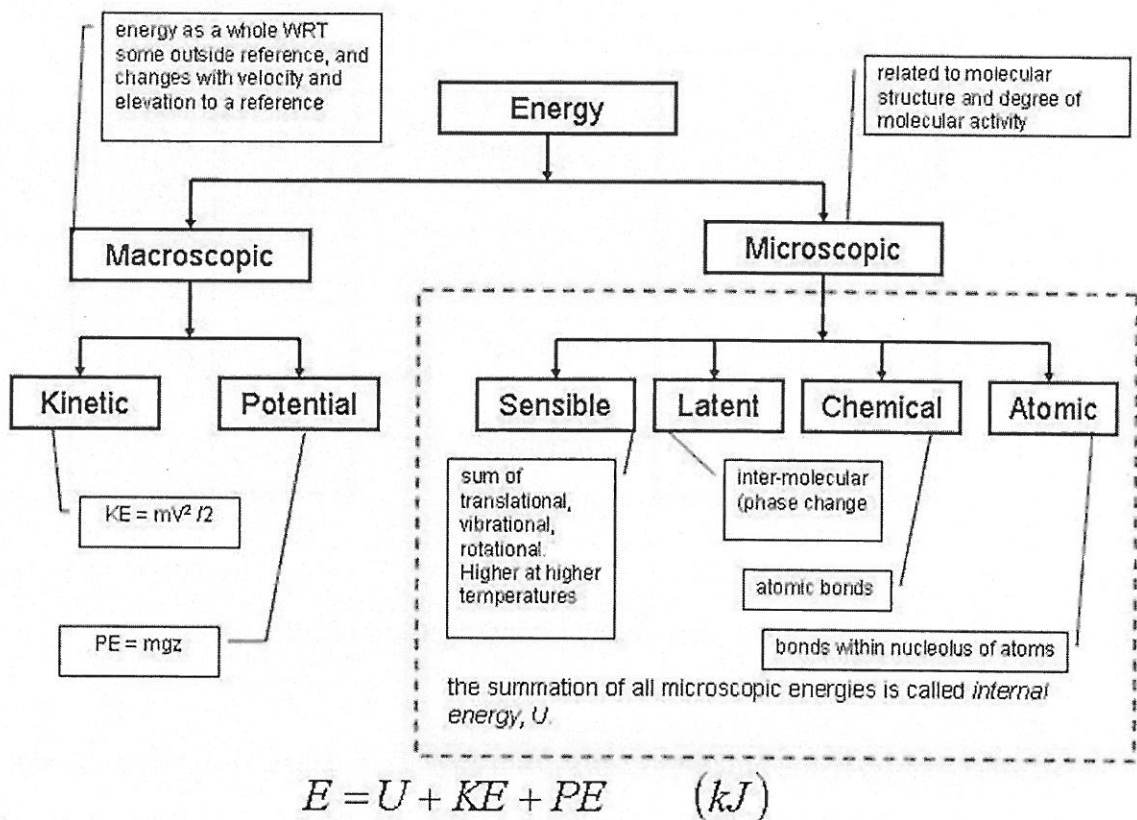 energy as a whole WRT
some outside reference, and
changes with velocity and
elevation to a reference
Energy
related to molecular
structure and degree of
molecular activity
Macroscopic
Microscopic
Kinetic
Potential
Sensible
Latent
Chemical
Atomic
KE = mV² /2
PE = mgz
sum of
translational,
vibrational,
rotational.
Higher at higher
temperatures
inter-molecular
(phase change
atomic bonds
bonds within nucleolus of atoms
the summation of all microscopic energies is called internal
energy, U.
E = U + KE + PE (kJ)